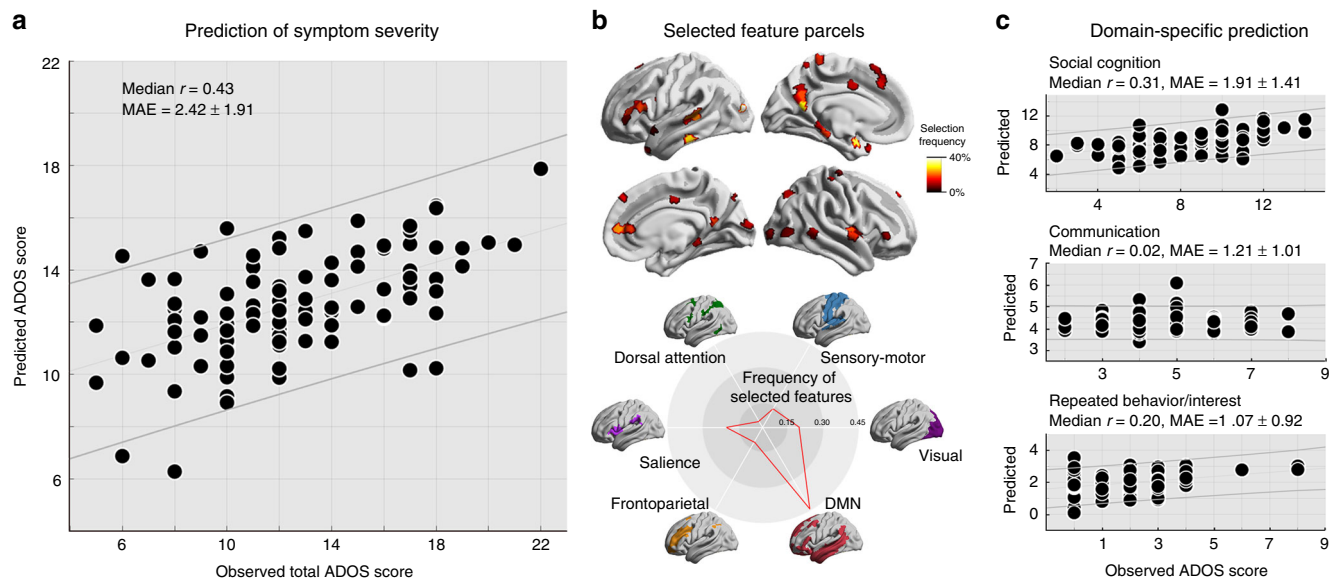 a
Prediction of symptom severity
22
18
14
10
6
Predicted ADOS score
Median r = 0.43
MAE = 2.42 ± 1.91
6 10 14 18 22
Observed total ADOS score
b
Selected feature parcels
Selection
frequency
40%
0%
Dorsal attention
Sensory-motor
Frequency of
selected features
0.15 0.30 0.45
Salience
Visual
Frontoparietal
DMN
c
Domain-specific prediction
Social cognition
Median r = 0.31, MAE = 1.91 ± 1.41
Predicted
12
8
4
4 8 12
Communication
Median r = 0.02, MAE = 1.21 ± 1.01
Predicted
7
6
5
4
3
3 5 7 9
Repeated behavior/interest
Median r = 0.20, MAE =1 .07 ± 0.92
Predicted
4
2
0
1 3 5 7 9
Observed ADOS score